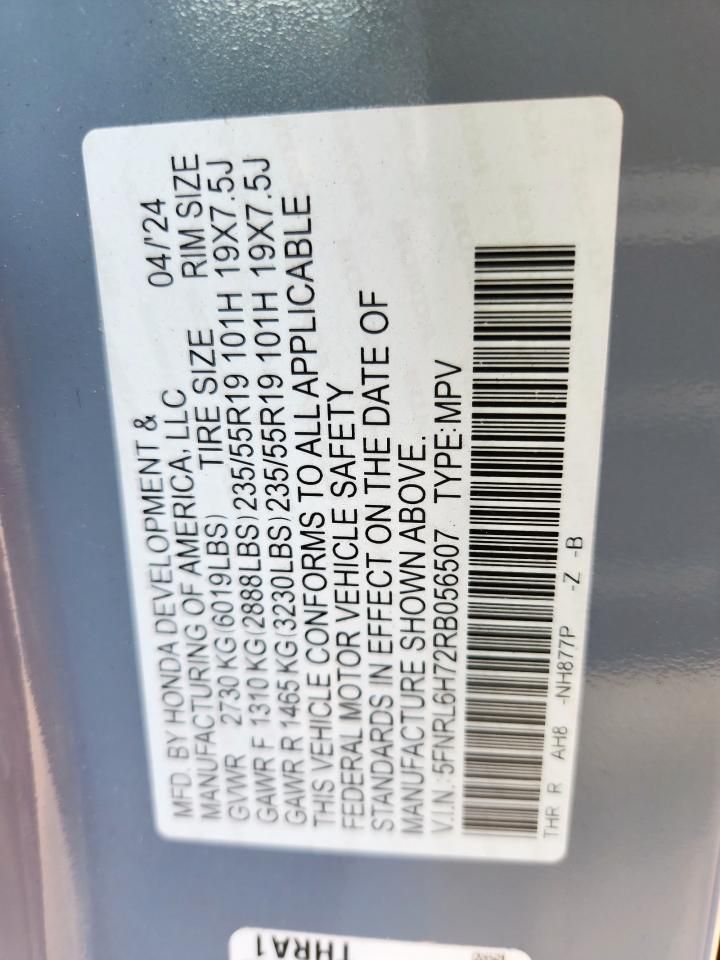 MFD. BY HONDA DEVELOPMENT & 04/'24
MANUFACTURING OF AMERICA, LLC
TIRE SIZE RIM SIZE
GVWR 2730 KG (6019LBS)
GAWR F 1310 KG (2888LBS) 235/55R19 101H 19X7.5J
GAWR R 1465 KG (3230LBS) 235/55R19 101H 19X7.5J
THIS VEHICLE CONFORMS TO ALL APPLICABLE
FEDERAL MOTOR VEHICLE SAFETY
STANDARDS IN EFFECT ON THE DATE OF
MANUFACTURE SHOWN ABOVE.
V.I.N.: 5FNRL6H72RB056507 TYPE: MPV
THR R AH8 -NH877P -Z -B
THRA1